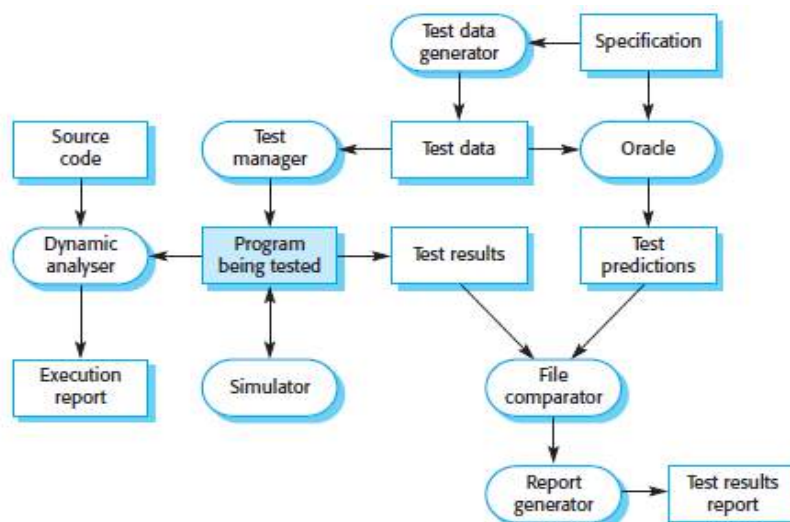 Test data
generator
Specification
Source
code
Test
manager
Test data
Oracle
Dynamic
analyser
Program
being tested
Test results
Test
predictions
Execution
report
Simulator
File
comparator
Report
generator
Test results
report